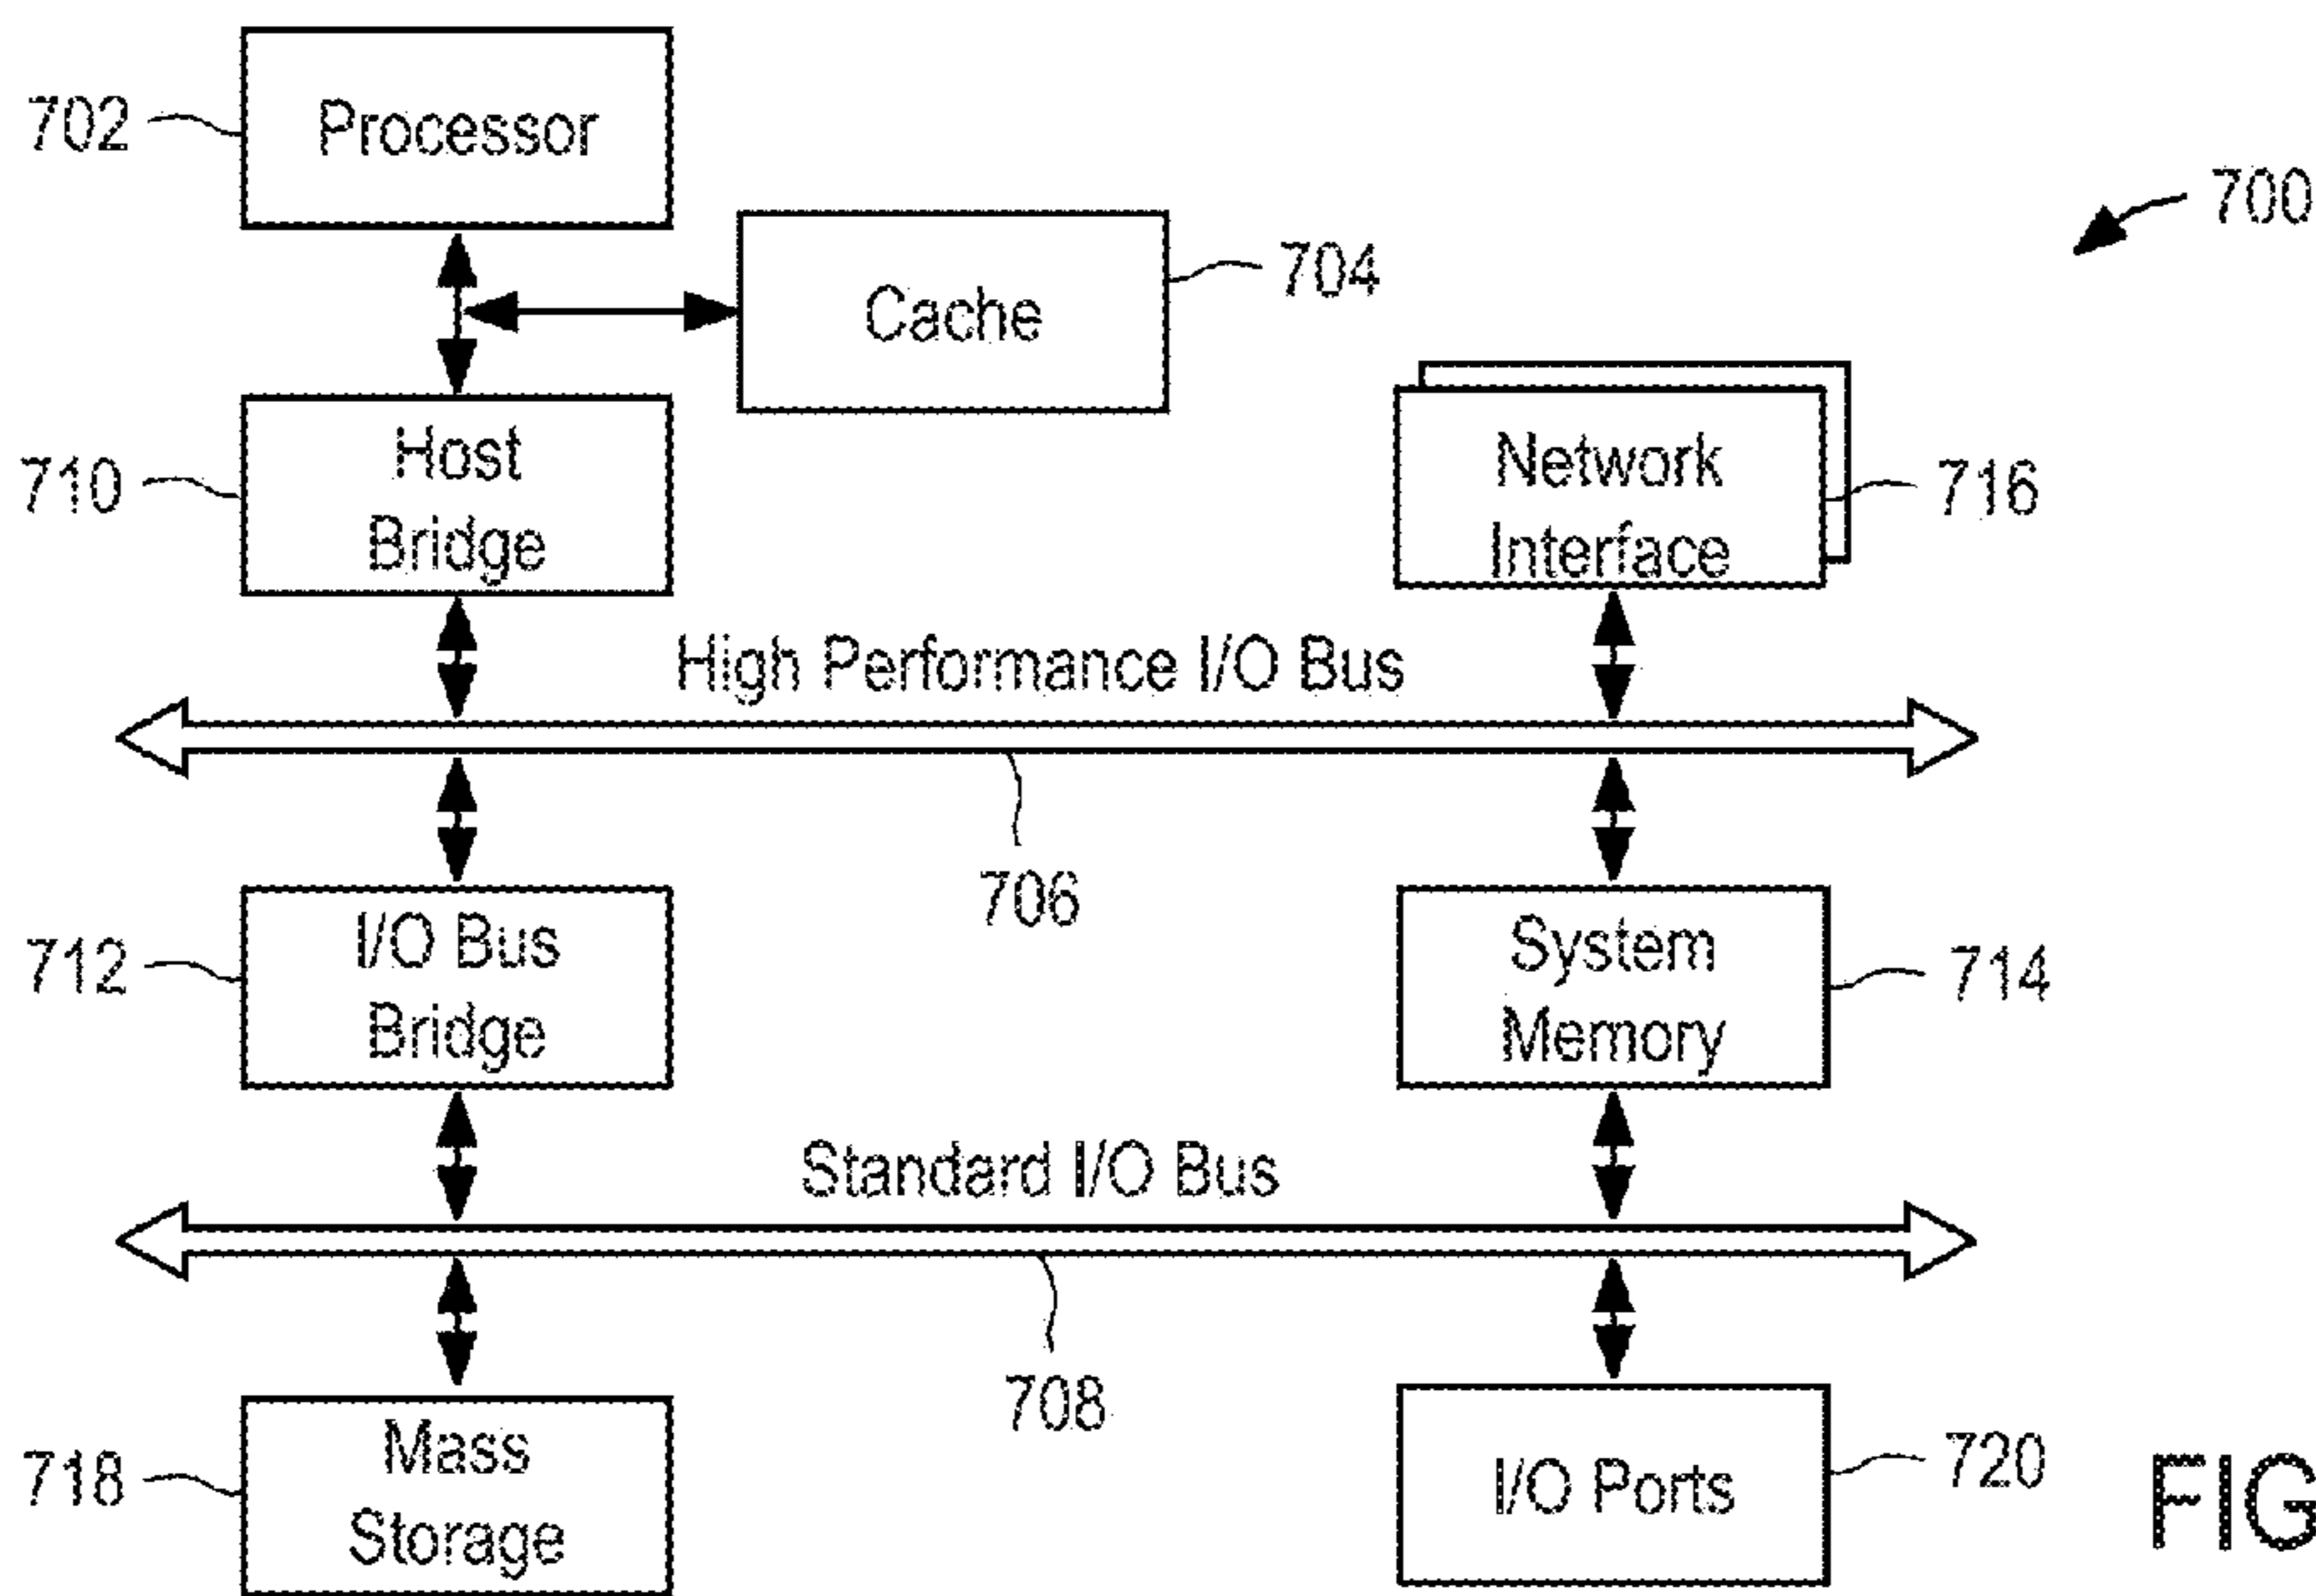 702
Processor
700
704
Cache
Host
Bridge
710
Network
Interface
716
High Performance I/O Bus
706
I/O Bus
Bridge
712
System
Memory
714
Standard I/O Bus
708
Mass
Storage
718
I/O Ports
720
FIG